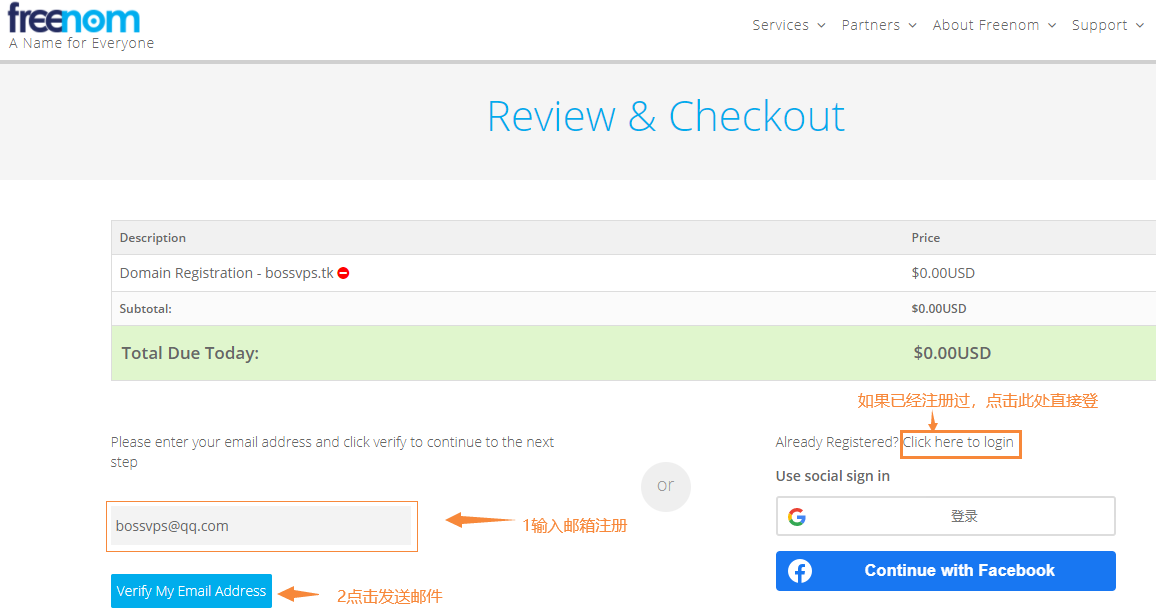 freenom
A Name for Everyone
Services Partners About Freenom Support
Review & Checkout
Description Price
Domain Registration - bossvps.tk $0.00USD
Subtotal: $0.00USD
Total Due Today: $0.00USD
如果已经注册过，点击此处直接登
Please enter your email address and click verify to continue to the next
step
or
Already Registered? Click here to login
Use social sign in
bossvps@qq.com
1输入邮箱注册
登录
Verify My Email Address
2点击发送邮件
Continue with Facebook